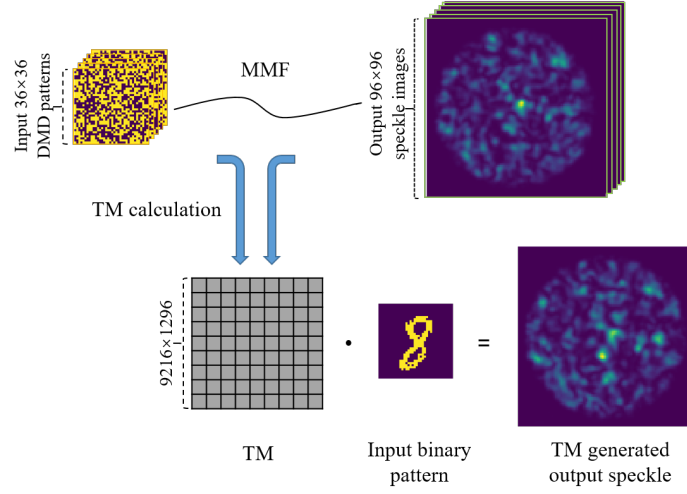 Input 36×36
DMD patterns
MMF
Output 96×96
speckle images
TM calculation
9216×1296
•
=
TM
Input binary
pattern
TM generated
output speckle